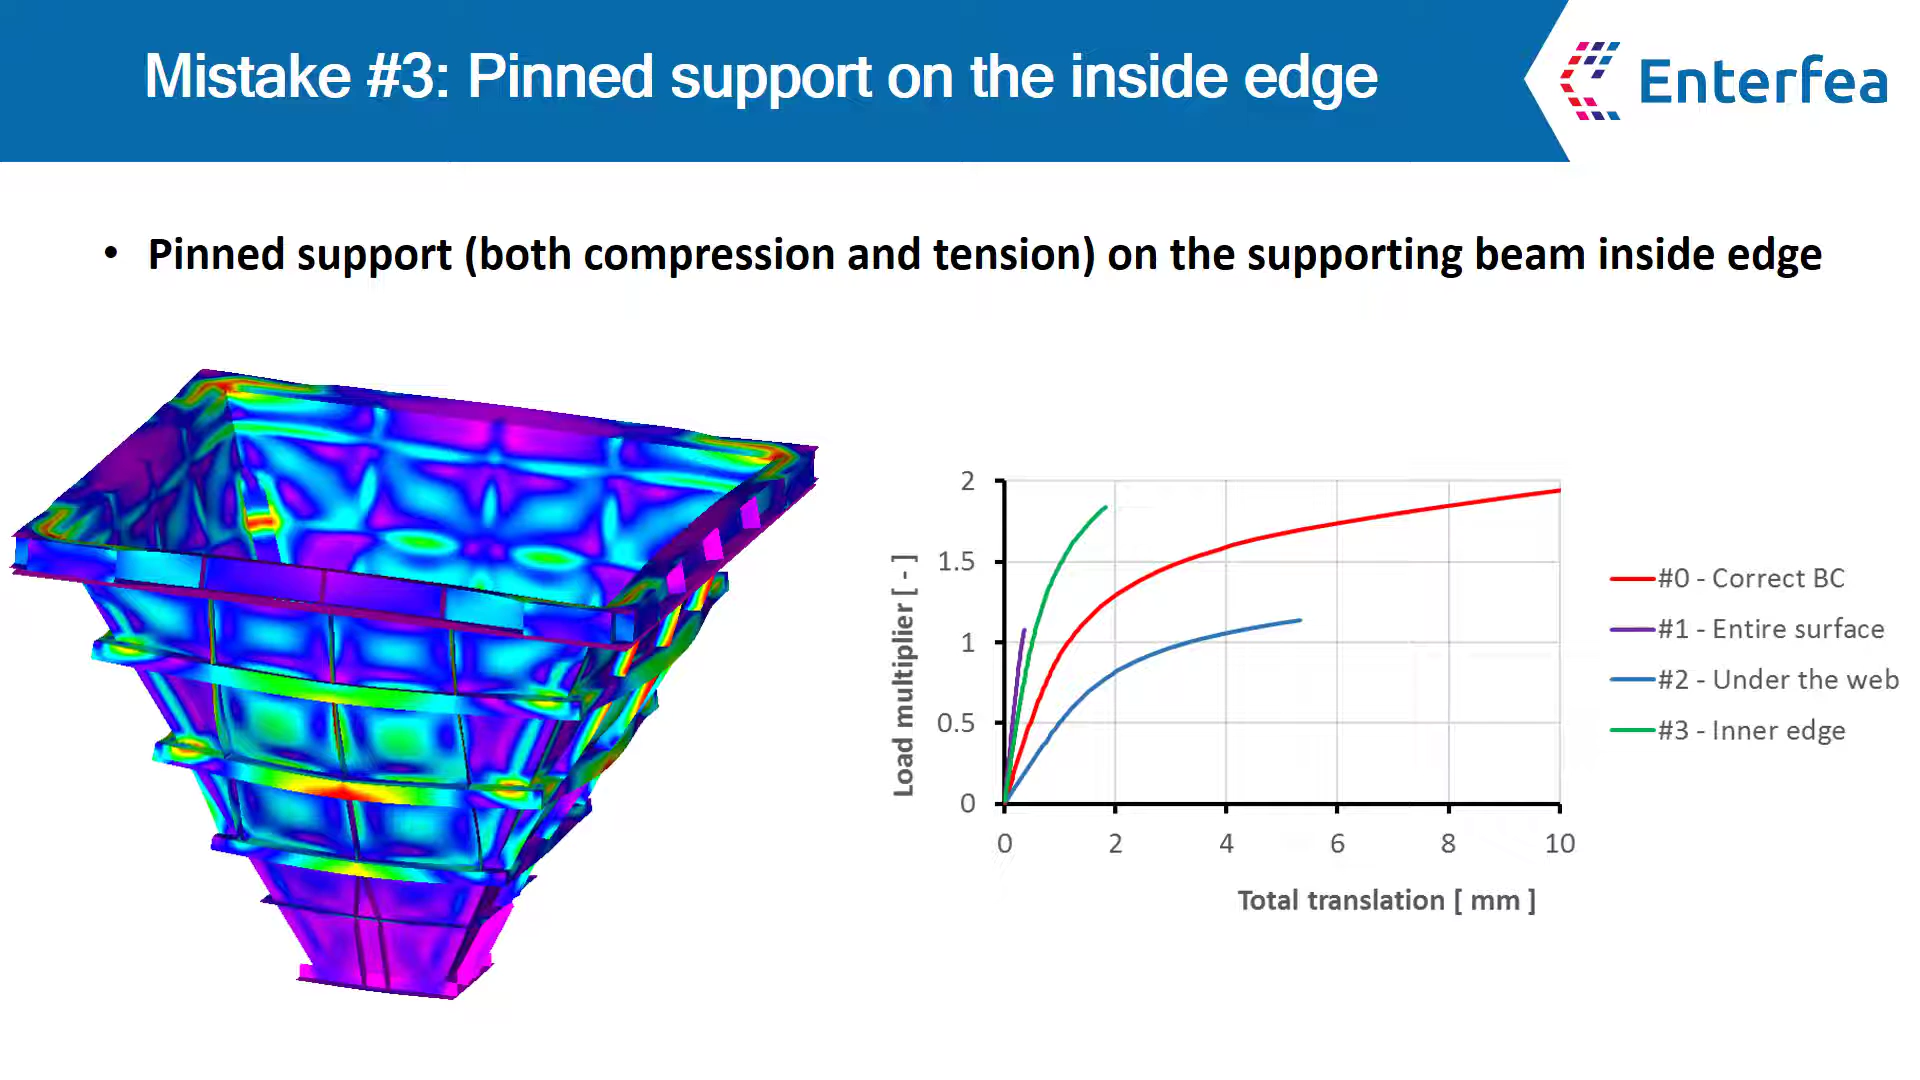 Mistake #3: Pinned support on the inside edge
Enterfea
• Pinned support (both compression and tension) on the supporting beam inside edge
Load multiplier [ - ]
2
1.5
1
0.5
0
0 2 4 6 8 10
Total translation [ mm ]
#0 - Correct BC
#1 - Entire surface
#2 - Under the web
#3 - Inner edge